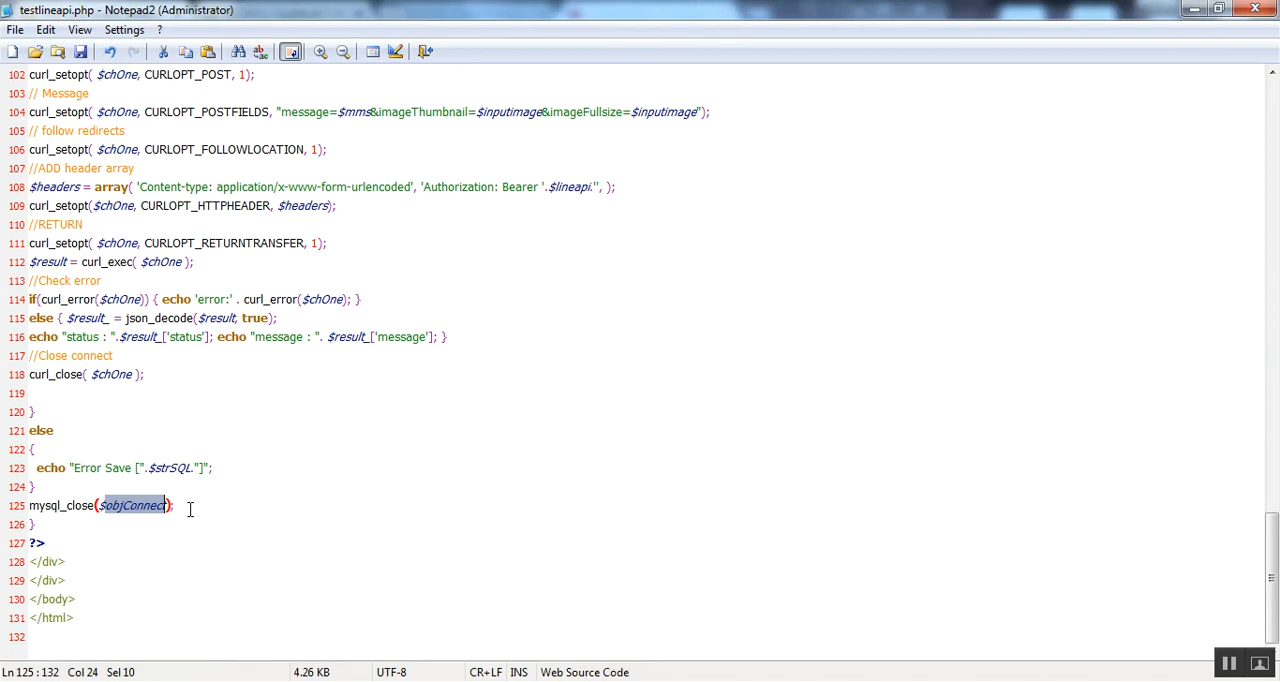 testlineapi.php - Notepad2 (Administrator)
File Edit View Settings ?
102 curl_setopt( $chOne, CURLOPT_POST, 1);
103 // Message
104 curl_setopt( $chOne, CURLOPT_POSTFIELDS, "message=$mms&imageThumbnail=$inputimage&imageFullsize=$inputimage");
105 // follow redirects
106 curl_setopt( $chOne, CURLOPT_FOLLOWLOCATION, 1);
107 //ADD header array
108 $headers = array( 'Content-type: application/x-www-form-urlencoded', 'Authorization: Bearer '.$lineapi.'', );
109 curl_setopt($chOne, CURLOPT_HTTPHEADER, $headers);
110 //RETURN
111 curl_setopt( $chOne, CURLOPT_RETURNTRANSFER, 1);
112 $result = curl_exec( $chOne );
113 //Check error
114 if(curl_error($chOne)) { echo 'error:' . curl_error($chOne); }
115 else { $result_ = json_decode($result, true);
116 echo "status : ".$result_['status']; echo "message : ". $result_['message']; }
117 //Close connect
118 curl_close( $chOne );
119
120 }
121 else
122 {
123 echo "Error Save [".$strSQL."]";
124 }
125 mysql_close($objConnect);
126 }
127 ?>
128 </div>
129 </div>
130 </body>
131 </html>
132
Ln 125 : 132 Col 24 Sel 10 4.26 KB UTF-8 CR+LF INS Web Source Code